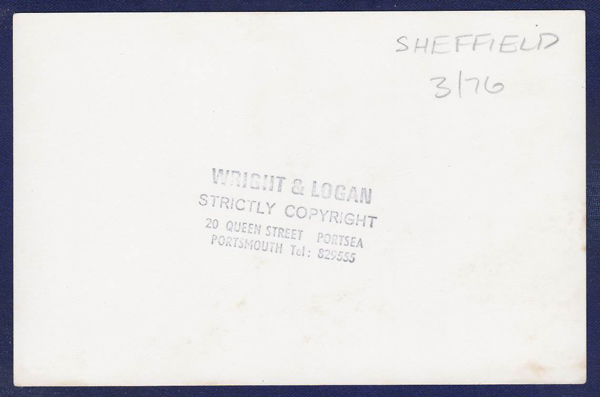 SHEFFIELD
3/76
WRIGHT & LOGAN
STRICTLY COPYRIGHT
20 QUEEN STREET PORTSEA
PORTSMOUTH Tel: 829555